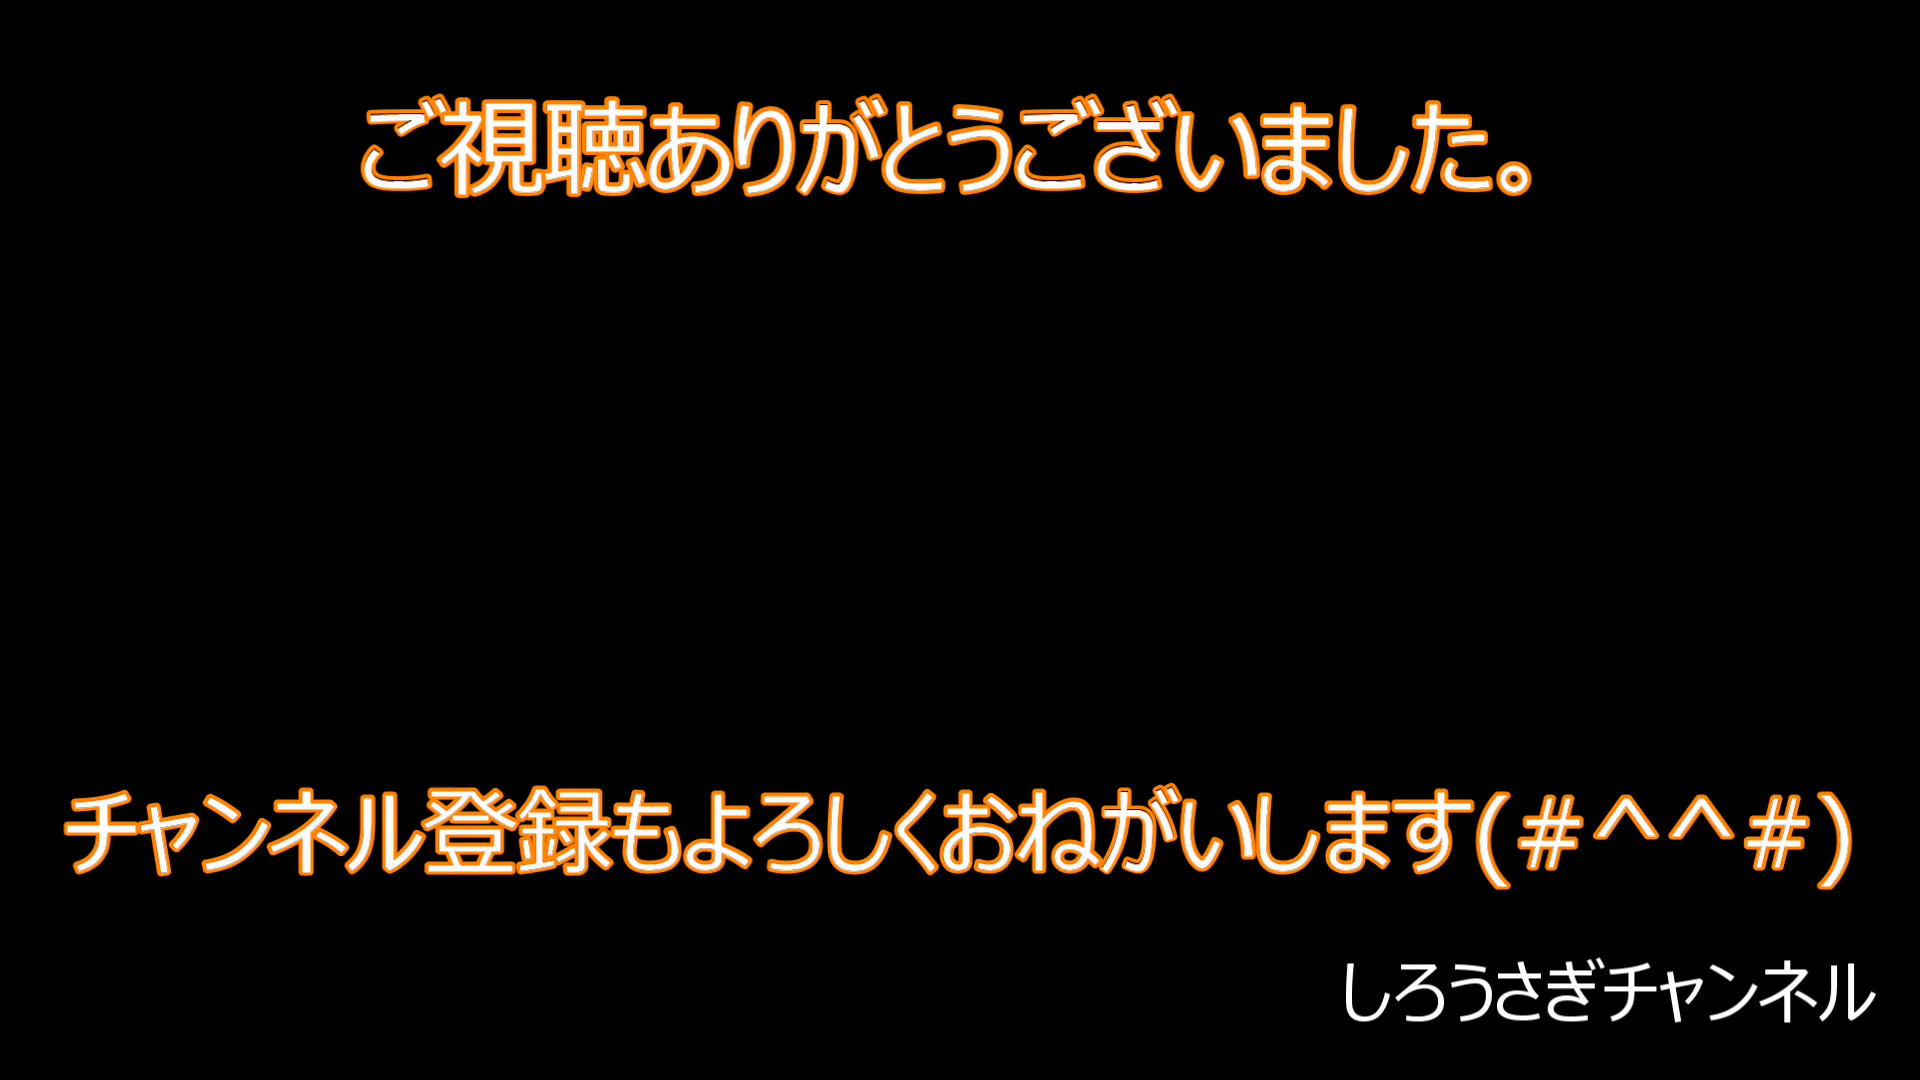 ご視聴ありがとうございました。
チャンネル登録もよろしくおねがいします(#^^#)
しろうさぎチャンネル